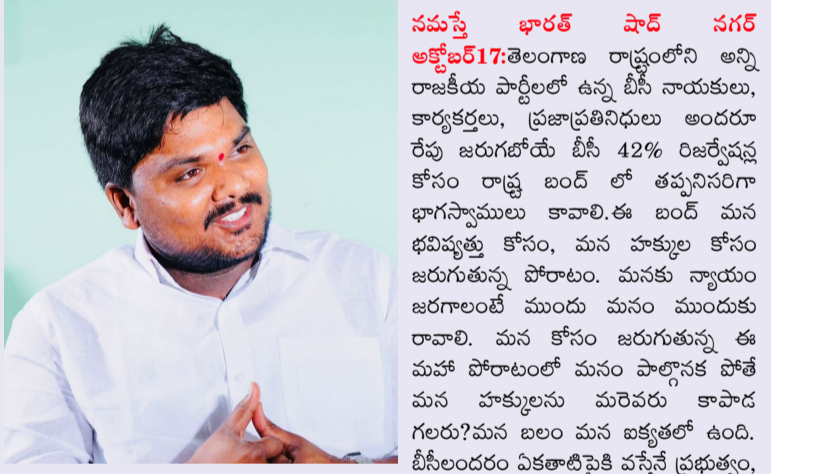 నమస్తే భారత్ షాద్ నగర్
అక్టోబర్17:తెలంగాణ రాష్ట్రంలోని అన్ని
రాజకీయ పార్టీలలో ఉన్న బీసీ నాయకులు,
కార్యకర్తలు, ప్రజాప్రతినిధులు అందరూ
రేపు జరుగబోయే బీసీ 42% రిజర్వేషన్ల
కోసం రాష్ట్ర బంద్ లో తప్పనిసరిగా
భాగస్వాములు కావాలి.ఈ బంద్ మన
భవిష్యత్తు కోసం, మన హక్కుల కోసం
జరుగుతున్న పోరాటం. మనకు న్యాయం
జరగాలంటే ముందు మనం ముందుకు
రావాలి. మన కోసం జరుగుతున్న ఈ
మహా పోరాటంలో మనం పాల్గొనక పోతే
మన హక్కులను మరెవరు కాపాడ
గలరు?మన బలం మన ఐక్యతలో ఉంది.
బీసీలందరం ఏకతాటిపైకి వస్తేనే ప్రభుత్వం,